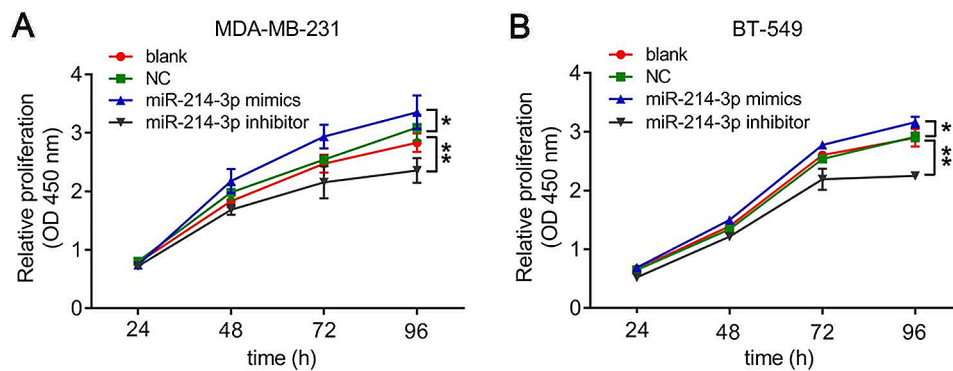 A
MDA-MB-231
blank
NC
miR-214-3p mimics
miR-214-3p inhibitor
Relative proliferation
(OD 450 nm)
4
3
2
1
0
24 48 72 96
time (h)
*
**
B
BT-549
blank
NC
miR-214-3p mimics
miR-214-3p inhibitor
Relative proliferation
(OD 450 nm)
4
3
2
1
0
24 48 72 96
time (h)
*
**